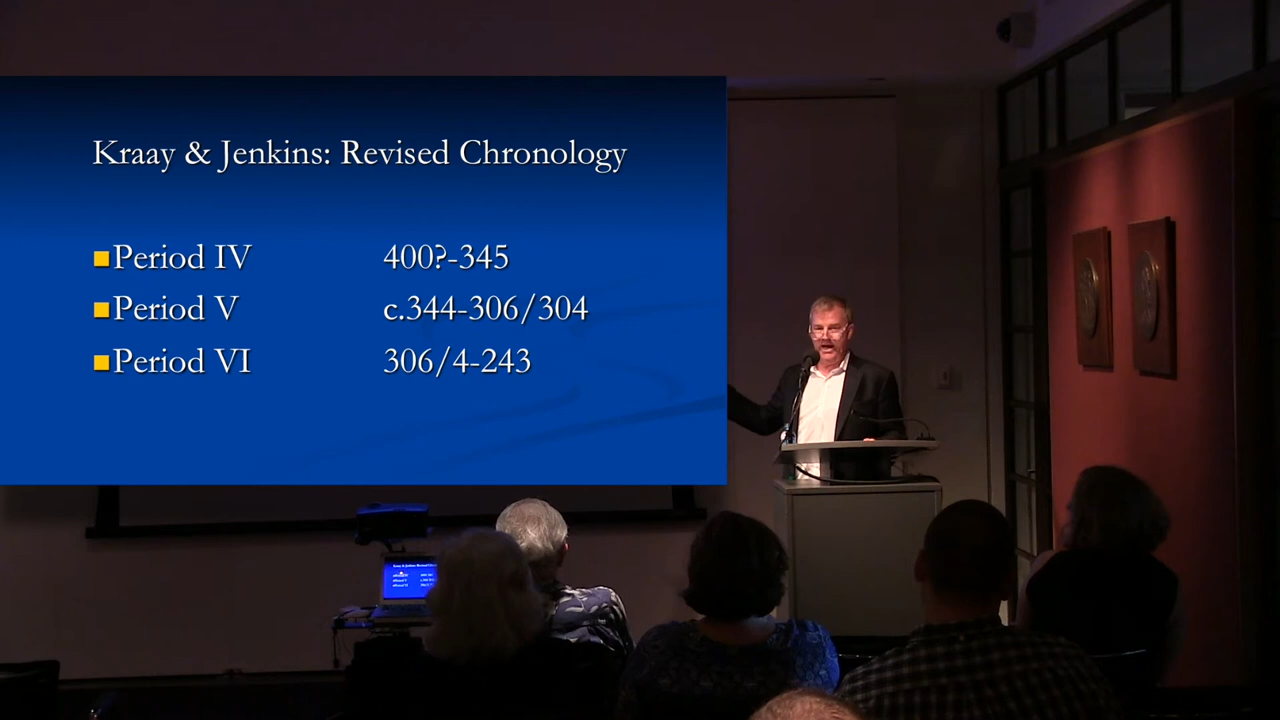 Kraay & Jenkins: Revised Chronology
Period IV 400?-345
Period V c.344-306/304
Period VI 306/4-243